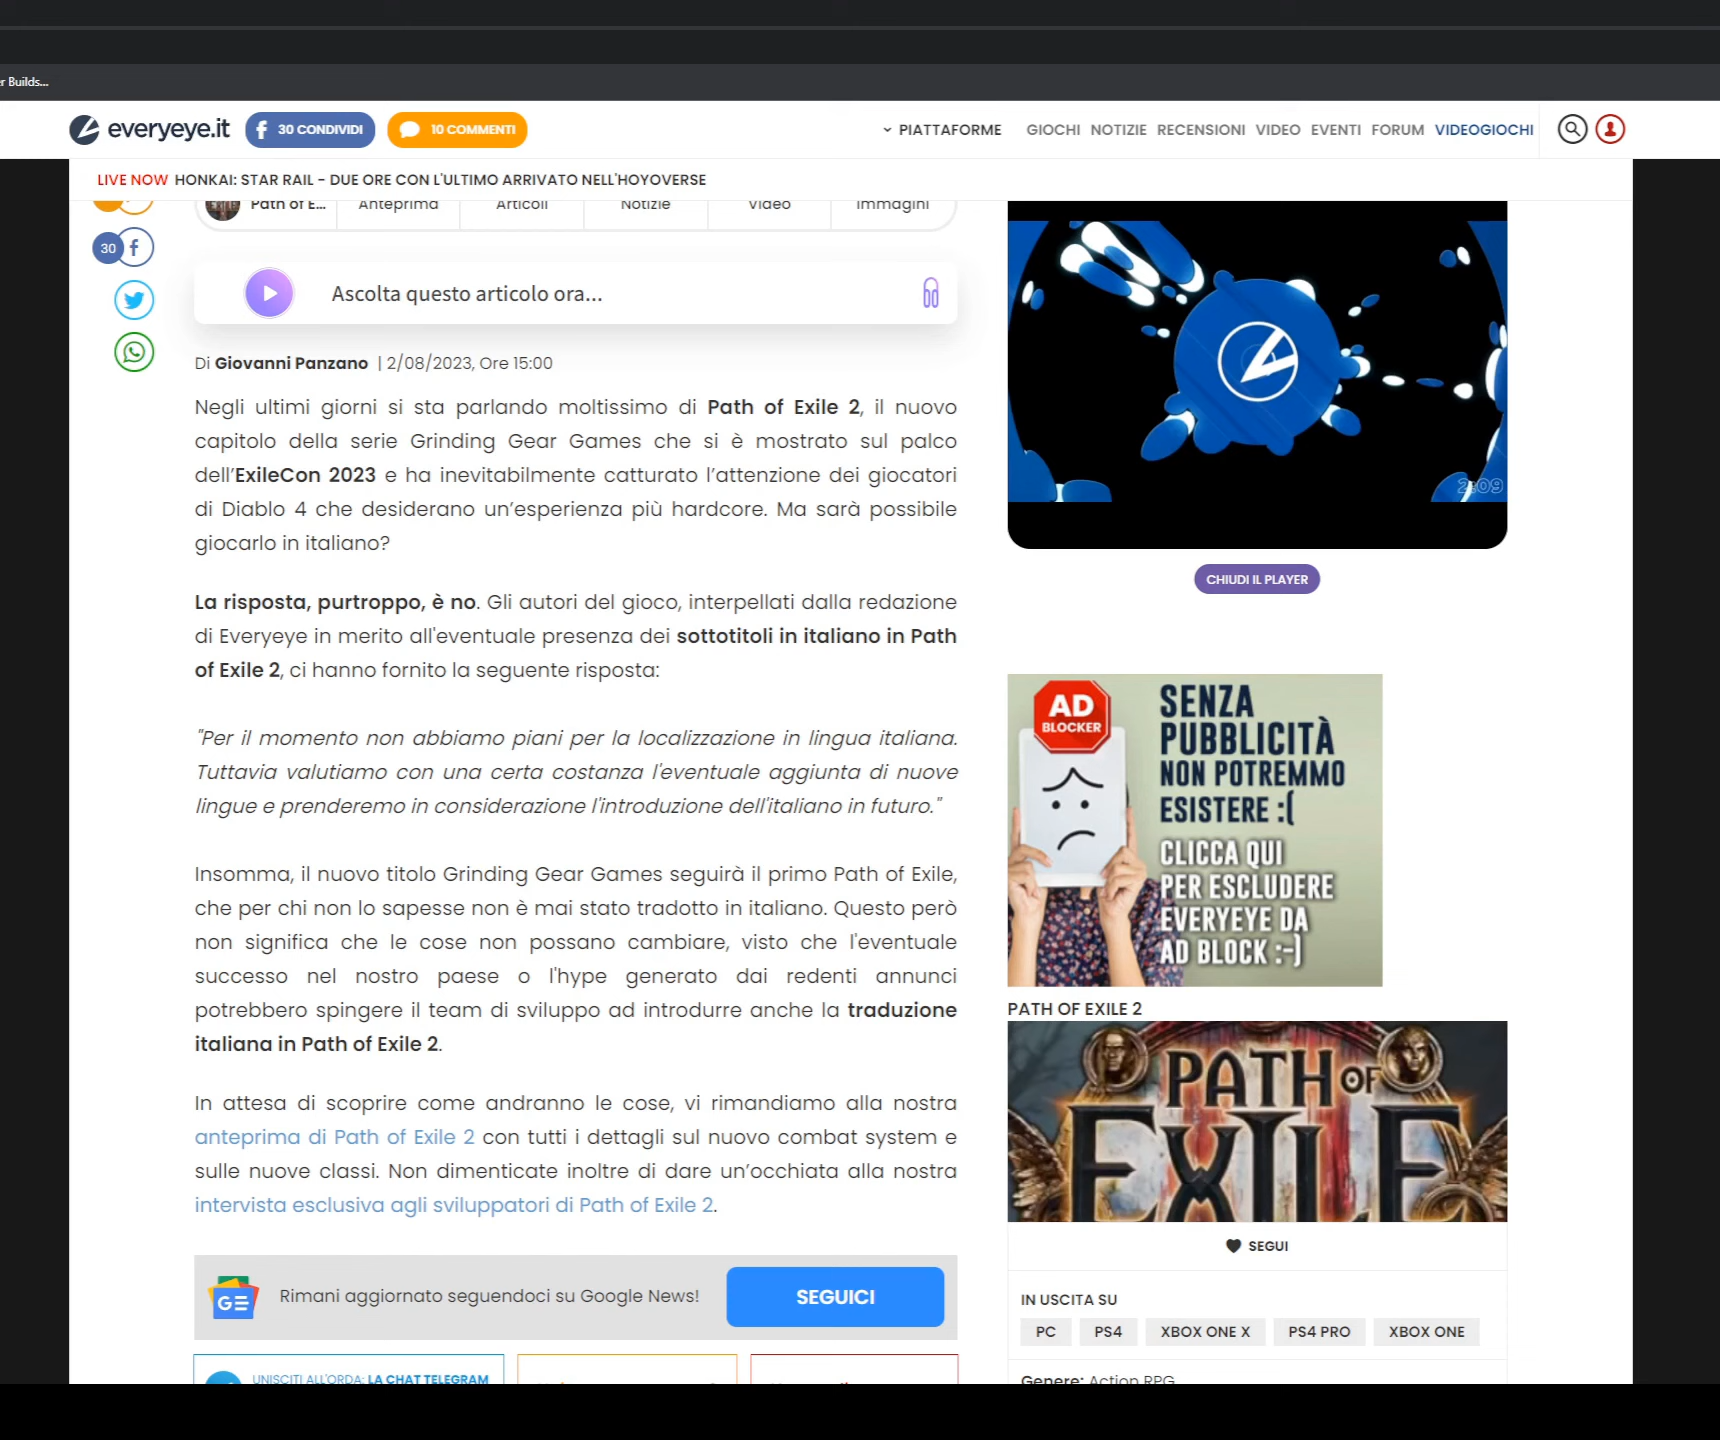 r Builds...
everyeye.it
30 CONDIVIDI
10 COMMENTI
PIATTAFORME
GIOCHI NOTIZIE RECENSIONI VIDEO EVENTI FORUM VIDEOGIOCHI
LIVE NOW HONKAI: STAR RAIL - DUE ORE CON L'ULTIMO ARRIVATO NELL'HOYOVERSE
Path of E...
Anteprima
Articoli
Notizie
Video
Immagini
30
Ascolta questo articolo ora...
Di Giovanni Panzano | 2/08/2023, Ore 15:00
Negli ultimi giorni si sta parlando moltissimo di Path of Exile 2, il nuovo
capitolo della serie Grinding Gear Games che si è mostrato sul palco
dell'ExileCon 2023 e ha inevitabilmente catturato l'attenzione dei giocatori
di Diablo 4 che desiderano un'esperienza più hardcore. Ma sarà possibile
giocarlo in italiano?
La risposta, purtroppo, è no. Gli autori del gioco, interpellati dalla redazione
di Everyeye in merito all'eventuale presenza dei sottotitoli in italiano in Path
of Exile 2, ci hanno fornito la seguente risposta:
"Per il momento non abbiamo piani per la localizzazione in lingua italiana.
Tuttavia valutiamo con una certa costanza l'eventuale aggiunta di nuove
lingue e prenderemo in considerazione l'introduzione dell'italiano in futuro."
Insomma, il nuovo titolo Grinding Gear Games seguirà il primo Path of Exile,
che per chi non lo sapesse non è mai stato tradotto in italiano. Questo però
non significa che le cose non possano cambiare, visto che l'eventuale
successo nel nostro paese o l'hype generato dai redenti annunci
potrebbero spingere il team di sviluppo ad introdurre anche la traduzione
italiana in Path of Exile 2.
In attesa di scoprire come andranno le cose, vi rimandiamo alla nostra
anteprima di Path of Exile 2 con tutti i dettagli sul nuovo combat system e
sulle nuove classi. Non dimenticate inoltre di dare un'occhiata alla nostra
intervista esclusiva agli sviluppatori di Path of Exile 2.
Rimani aggiornato seguendoci su Google News!
SEGUICI
UNISCITI ALL'ORDA: LA CHAT TELEGRAM
2:09
CHIUDI IL PLAYER
AD
BLOCKER
SENZA
PUBBLICITÀ
NON POTREMMO
ESISTERE :(
CLICCA QUI
PER ESCLUDERE
EVERYEYE DA
AD BLOCK :-)
PATH OF EXILE 2
PATH OF
EXILE
SEGUI
IN USCITA SU
PC
PS4
XBOX ONE X
PS4 PRO
XBOX ONE
Genere: Action RPG